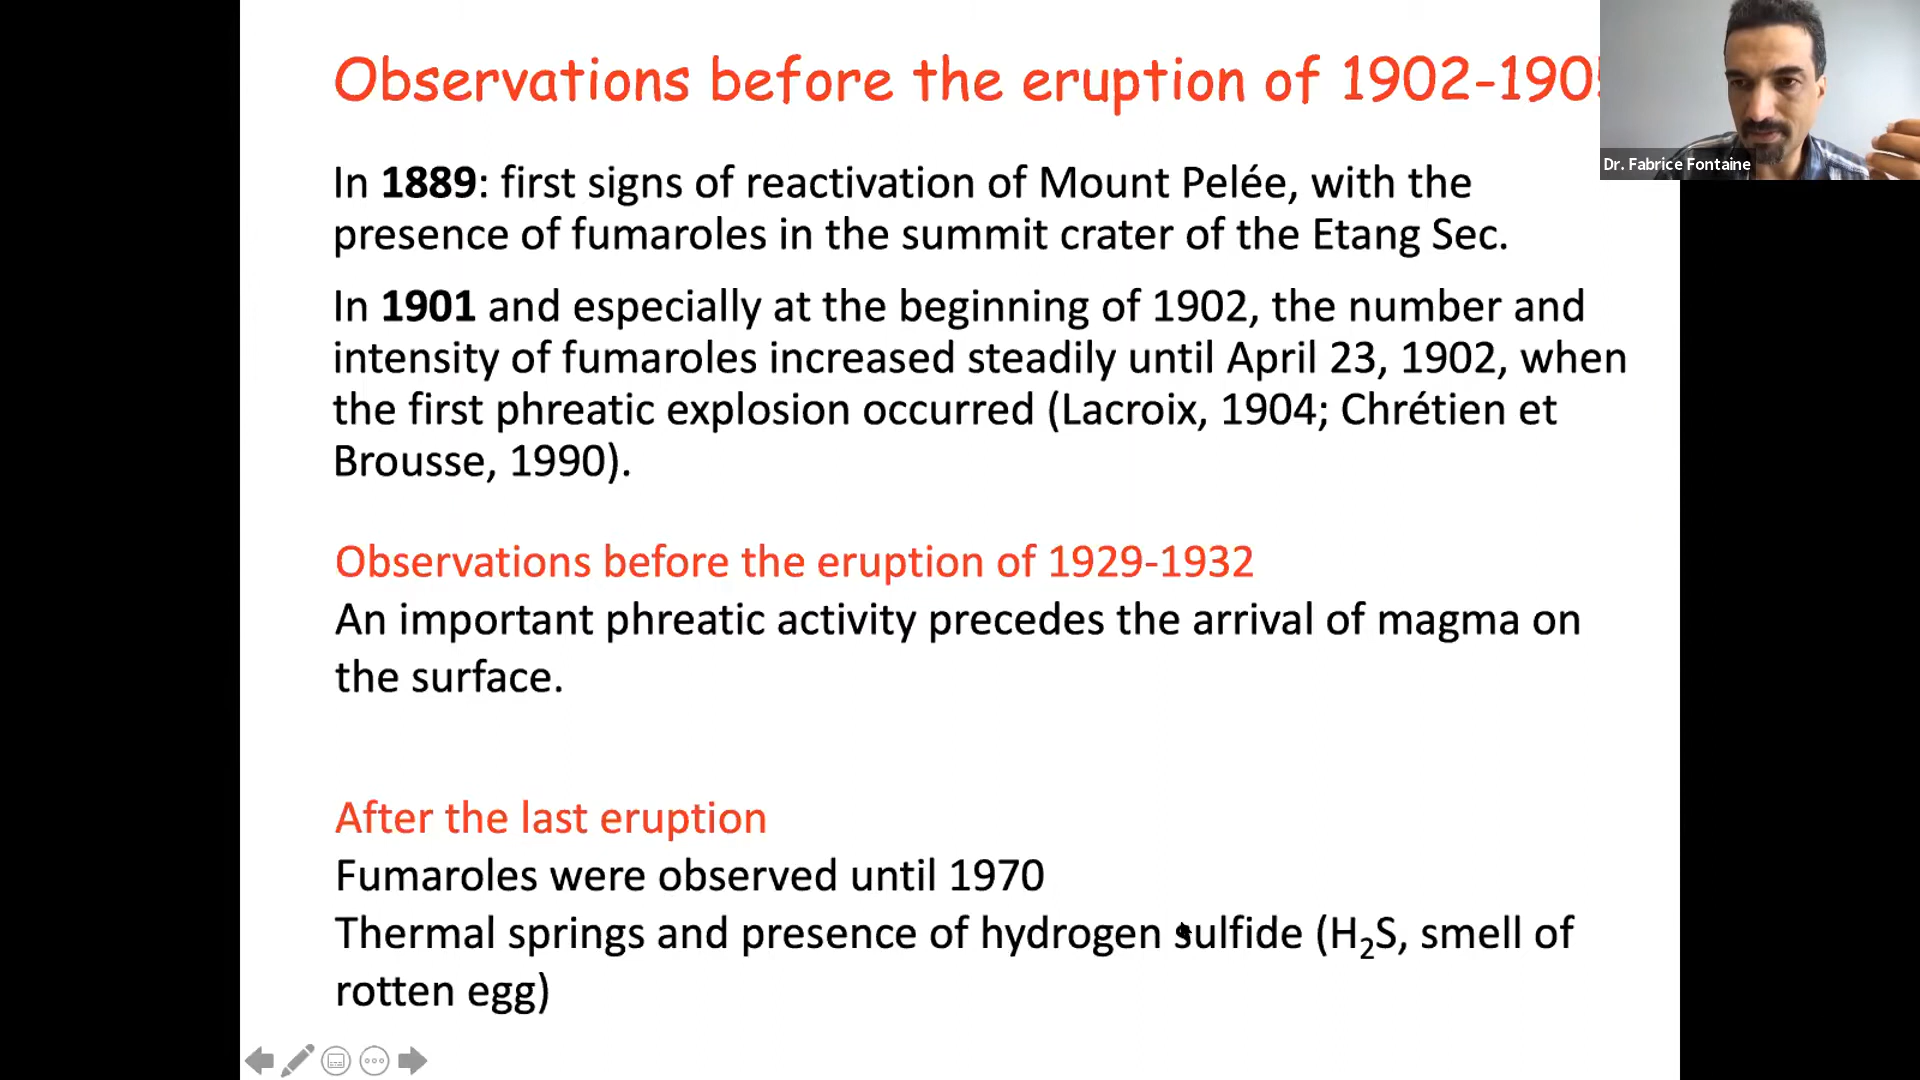 Observations before the eruption of 1902-190
Dr. Fabrice Fontaine
In 1889: first signs of reactivation of Mount Pelée, with the
presence of fumaroles in the summit crater of the Etang Sec.
In 1901 and especially at the beginning of 1902, the number and
intensity of fumaroles increased steadily until April 23, 1902, when
the first phreatic explosion occurred (Lacroix, 1904; Chrétien et
Brousse, 1990).
Observations before the eruption of 1929-1932
An important phreatic activity precedes the arrival of magma on
the surface.
After the last eruption
Fumaroles were observed until 1970
Thermal springs and presence of hydrogen sulfide (H₂S, smell of
rotten egg)